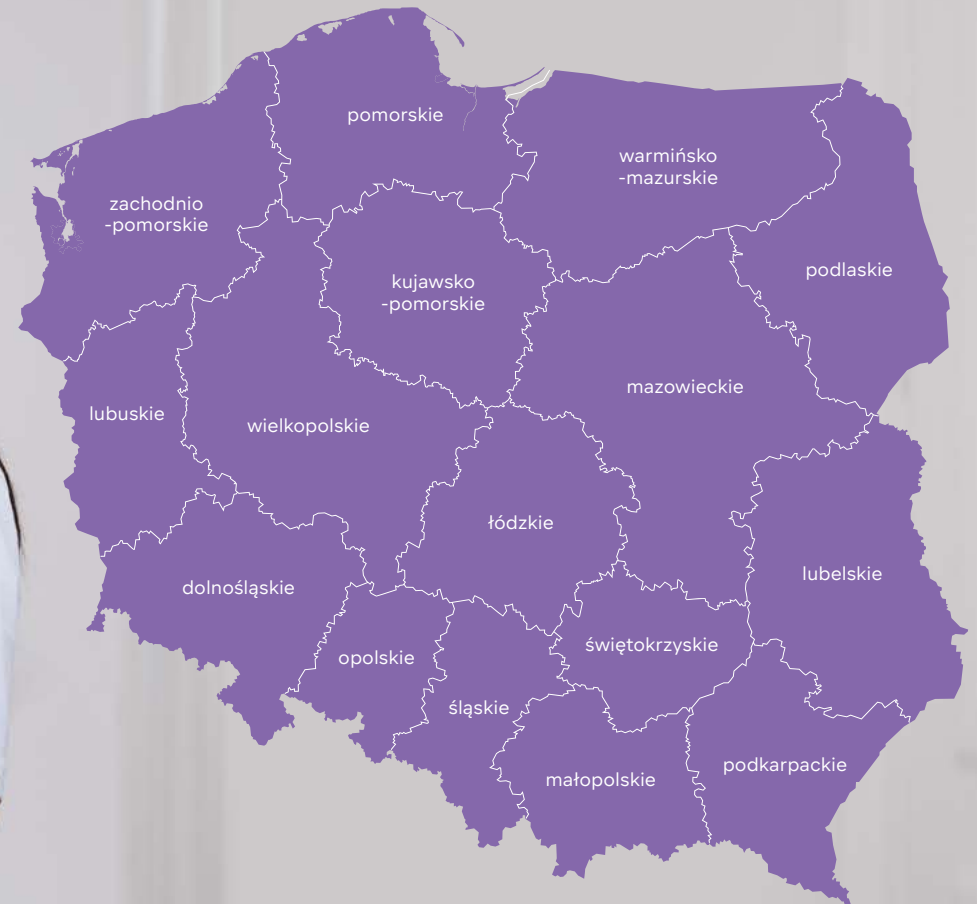 pomorskie
warmińsko
-mazurskie
zachodnio
-pomorskie
podlaskie
kujawsko
-pomorskie
mazowieckie
lubuskie
wielkopolskie
łódzkie
lubelskie
dolnośląskie
świętokrzyskie
opolskie
śląskie
podkarpackie
małopolskie